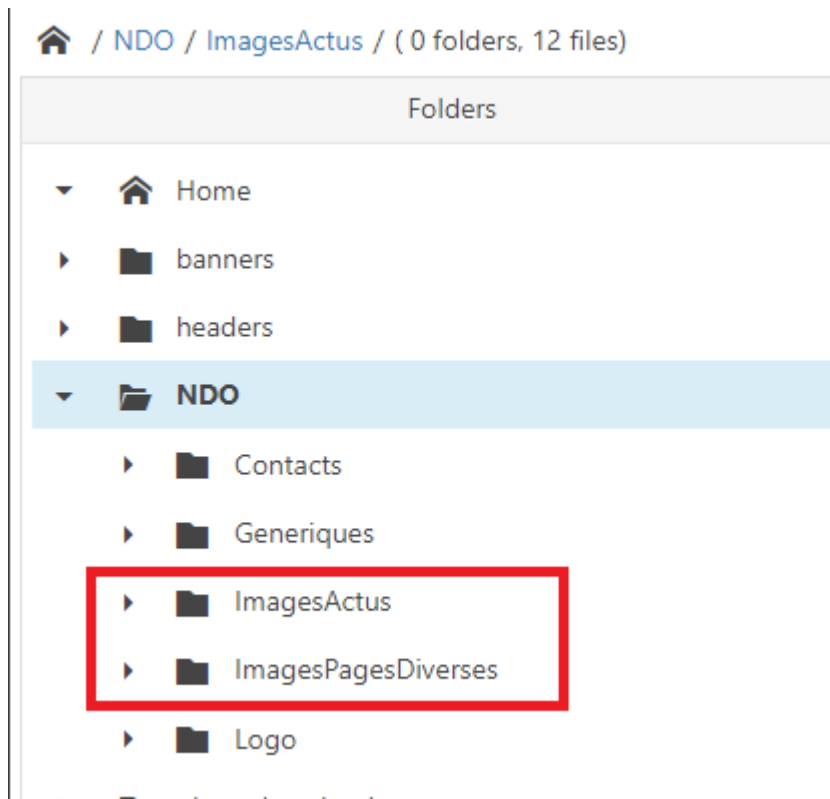 / NDO / ImagesActus / ( 0 folders, 12 files)
Folders
Home
banners
headers
NDO
Contacts
Generiques
ImagesActus
ImagesPagesDiverses
Logo